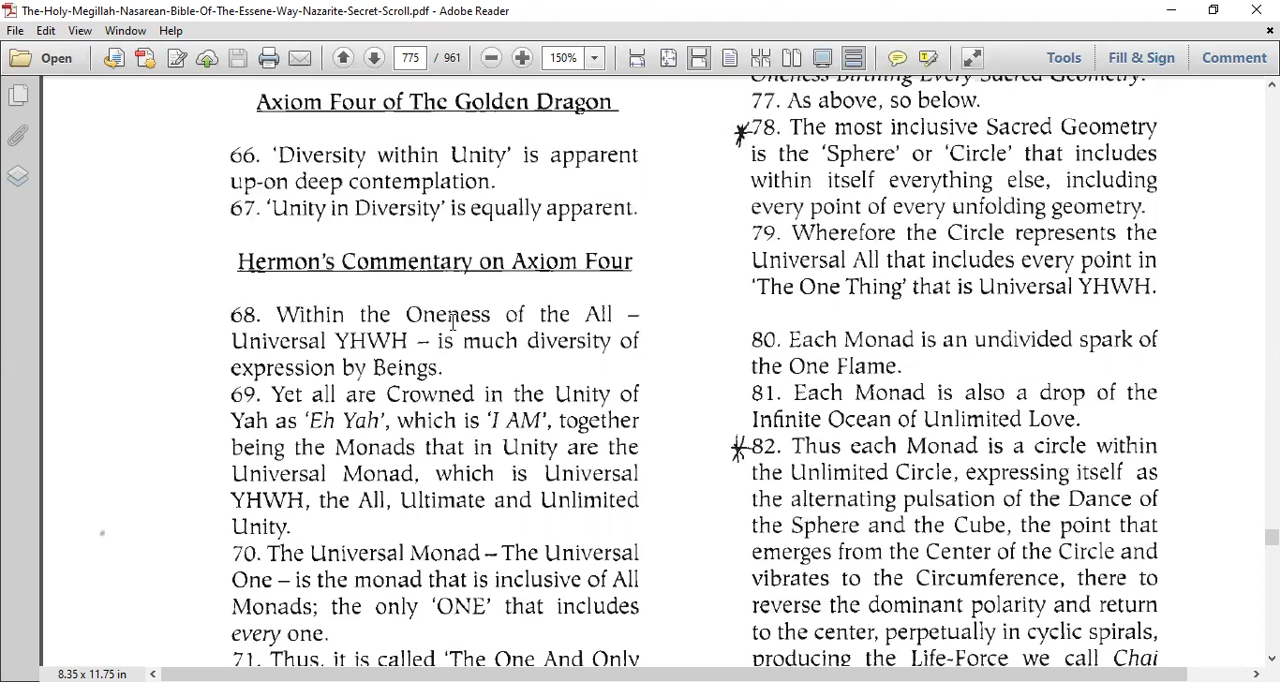 The-Holy-Megillah-Nasarean-Bible-Of-The-Essene-Way-Nazarite-Secret-Scroll.pdf - Adobe Reader
File Edit View Window Help
Open 775 / 961 150% Tools Fill & Sign Comment
Axiom Four of The Golden Dragon
66. 'Diversity within Unity' is apparent
up-on deep contemplation.
67. 'Unity in Diversity' is equally apparent.
Hermon's Commentary on Axiom Four
68. Within the Oneness of the All –
Universal YHWH – is much diversity of
expression by Beings.
69. Yet all are Crowned in the Unity of
Yah as 'Eh Yah', which is 'I AM', together
being the Monads that in Unity are the
Universal Monad, which is Universal
YHWH, the All, Ultimate and Unlimited
Unity.
70. The Universal Monad – The Universal
One – is the monad that is inclusive of All
Monads; the only 'ONE' that includes
every one.
71. Thus, it is called 'The One And Only
Oneness Birthing Every Sacred Geometry.
77. As above, so below.
78. The most inclusive Sacred Geometry
is the 'Sphere' or 'Circle' that includes
within itself everything else, including
every point of every unfolding geometry.
79. Wherefore the Circle represents the
Universal All that includes every point in
'The One Thing' that is Universal YHWH.
80. Each Monad is an undivided spark of
the One Flame.
81. Each Monad is also a drop of the
Infinite Ocean of Unlimited Love.
82. Thus each Monad is a circle within
the Unlimited Circle, expressing itself as
the alternating pulsation of the Dance of
the Sphere and the Cube, the point that
emerges from the Center of the Circle and
vibrates to the Circumference, there to
reverse the dominant polarity and return
to the center, perpetually in cyclic spirals,
producing the Life-Force we call Chai
8.35 x 11.75 in